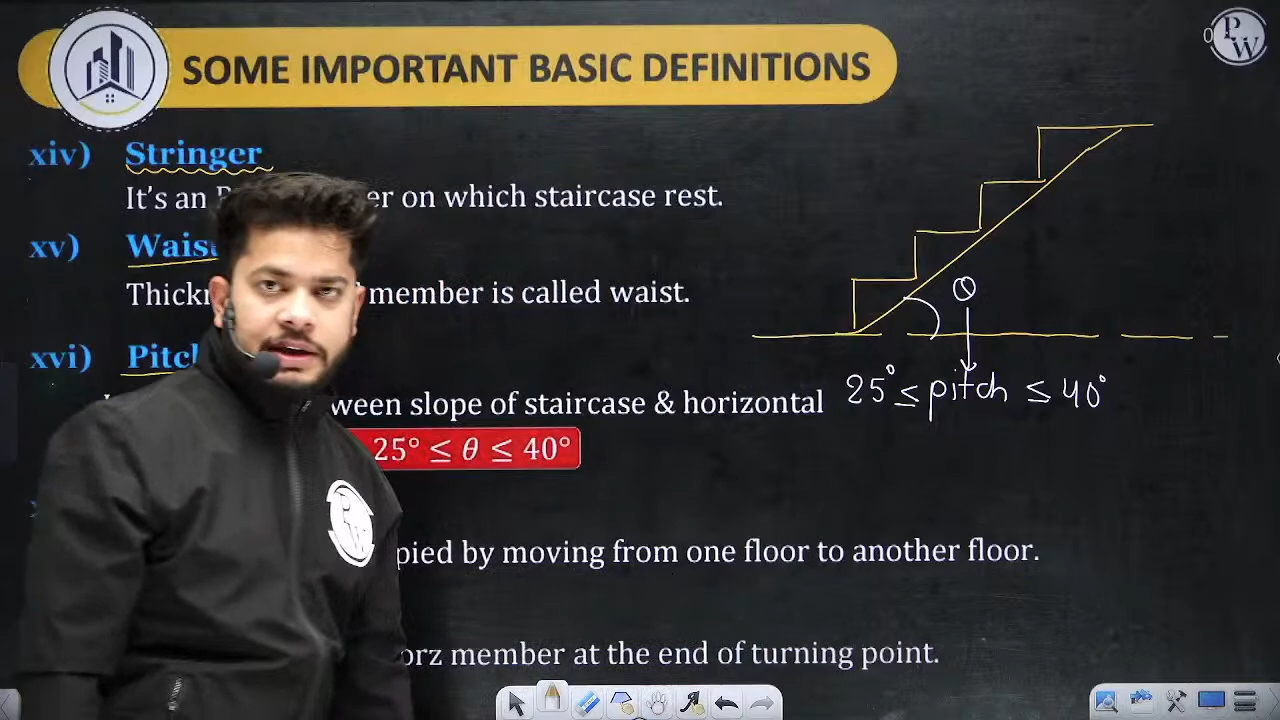 SOME IMPORTANT BASIC DEFINITIONS
PW
xiv) Stringer
It's an er on which staircase rest.
xv) Waist
member is called waist.
xvi) Pitch
ween slope of staircase & horizontal
25° ≤ θ ≤ 40°
θ
25° ≤ pitch ≤ 40°
pied by moving from one floor to another floor.
orz member at the end of turning point.
PW